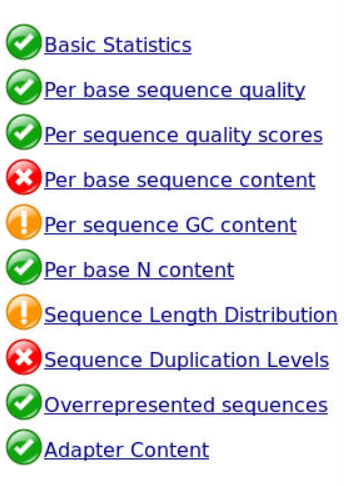 Basic Statistics
Per base sequence quality
Per sequence quality scores
Per base sequence content
Per sequence GC content
Per base N content
Sequence Length Distribution
Sequence Duplication Levels
Overrepresented sequences
Adapter Content